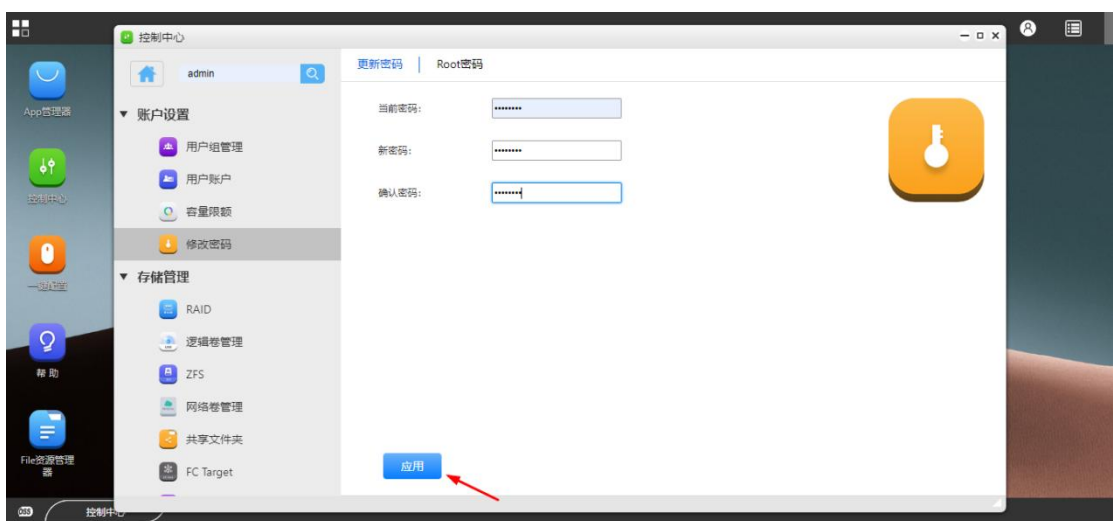 控制中心
admin
更新密码
Root密码
App管理器
账户设置
当前密码:
用户组管理
新密码:
用户账户
控制中心
确认密码:
容量限额
修改密码
存储管理
一键配置
RAID
逻辑卷管理
帮助
ZFS
网络卷管理
共享文件夹
File资源管理
器
应用
FC Target
控制中心